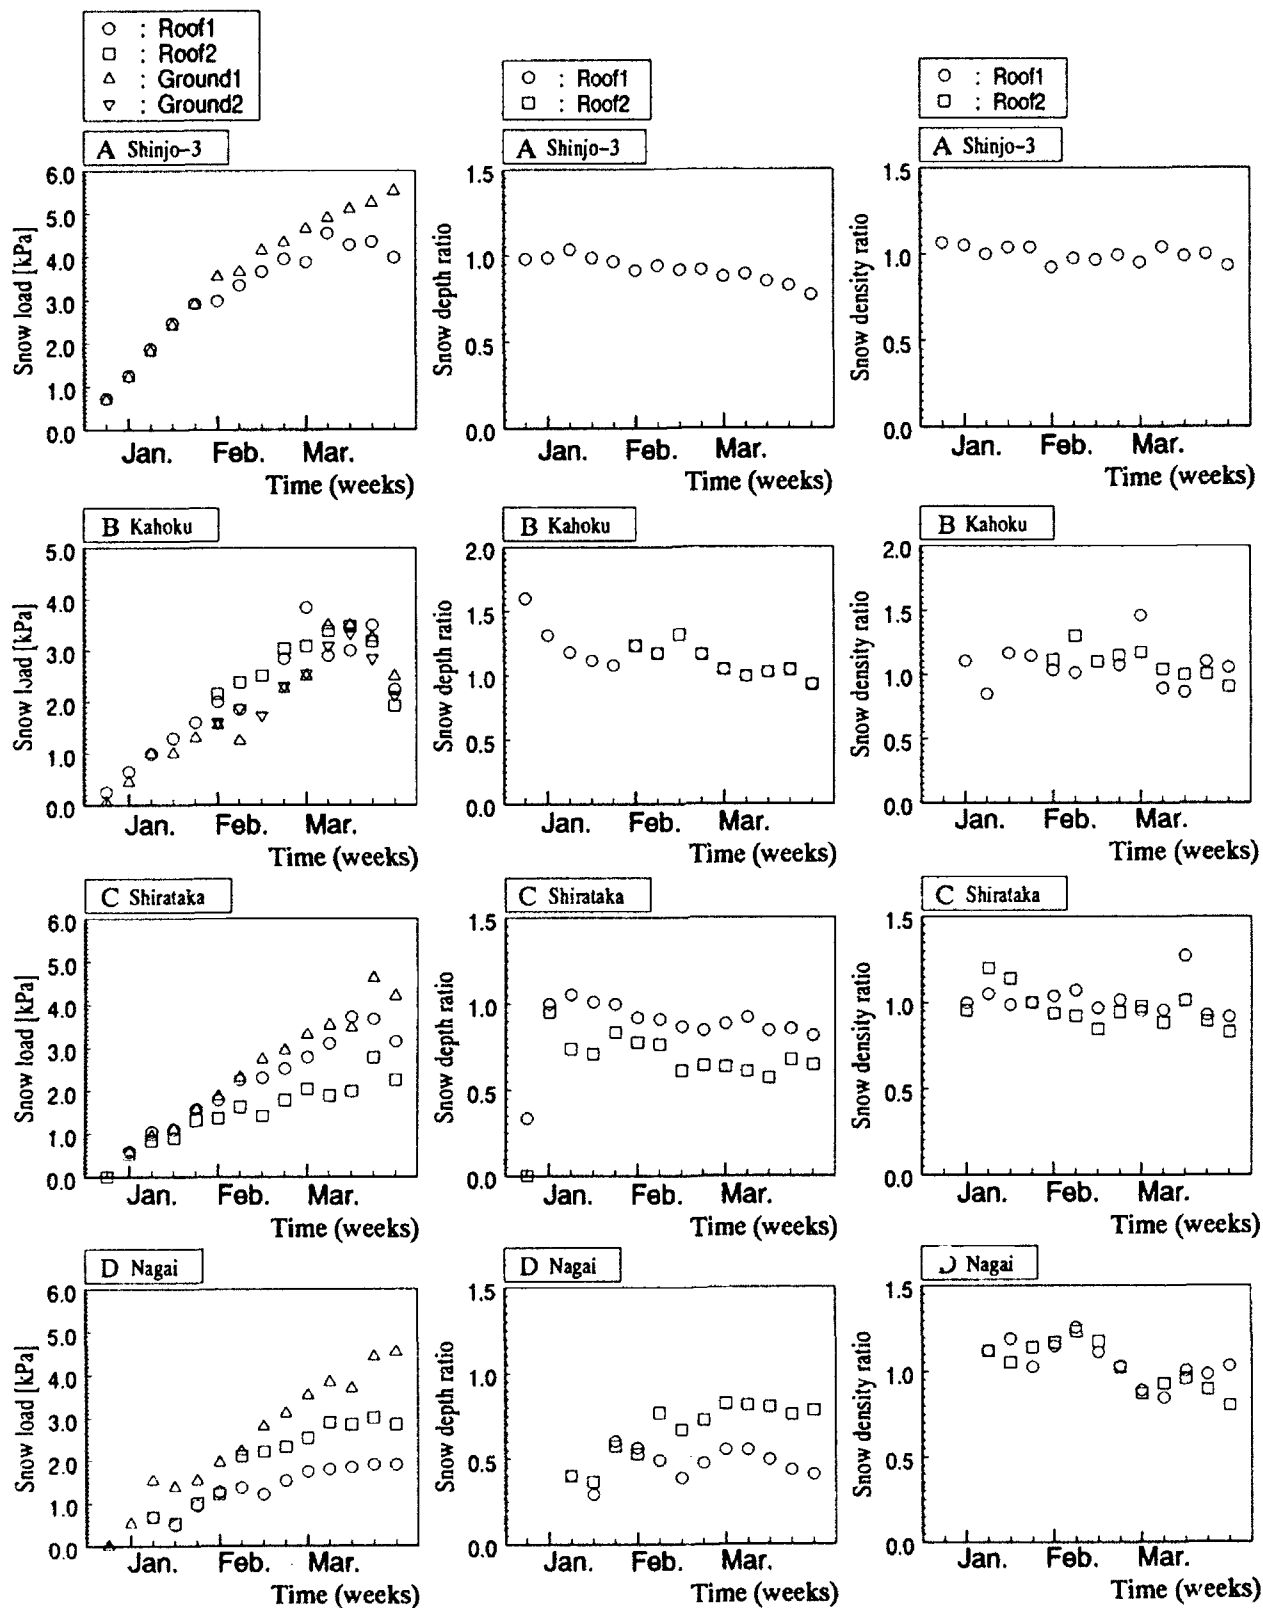 ○ : Roof1
□ : Roof2
△ : Ground1
▽ : Ground2
○ : Roof1
□ : Roof2
○ : Roof1
□ : Roof2
A Shinjo-3
Snow load [kPa]
6.0
5.0
4.0
3.0
2.0
1.0
0.0
Jan. Feb. Mar.
Time (weeks)
A Shinjo-3
Snow depth ratio
1.5
1.0
0.5
0.0
Jan. Feb. Mar.
Time (weeks)
A Shinjo-3
Snow density ratio
1.5
1.0
0.5
0.0
Jan. Feb. Mar.
Time (weeks)
B Kahoku
Snow load [kPa]
5.0
4.0
3.0
2.0
1.0
0.0
Jan. Feb. Mar.
Time (weeks)
B Kahoku
Snow depth ratio
2.0
1.5
1.0
0.5
0.0
Jan. Feb. Mar.
Time (weeks)
B Kahoku
Snow density ratio
2.0
1.5
1.0
0.5
0.0
Jan. Feb. Mar.
Time (weeks)
C Shirataka
Snow load [kPa]
6.0
5.0
4.0
3.0
2.0
1.0
0.0
Jan. Feb. Mar.
Time (weeks)
C Shirataka
Snow depth ratio
1.5
1.0
0.5
0.0
Jan. Feb. Mar.
Time (weeks)
C Shirataka
Snow density ratio
1.5
1.0
0.5
0.0
Jan. Feb. Mar.
Time (weeks)
D Nagai
Snow load [kPa]
6.0
5.0
4.0
3.0
2.0
1.0
0.0
Jan. Feb. Mar.
Time (weeks)
D Nagai
Snow depth ratio
1.5
1.0
0.5
0.0
Jan. Feb. Mar.
Time (weeks)
D Nagai
Snow density ratio
1.5
1.0
0.5
0.0
Jan. Feb. Mar.
Time (weeks)